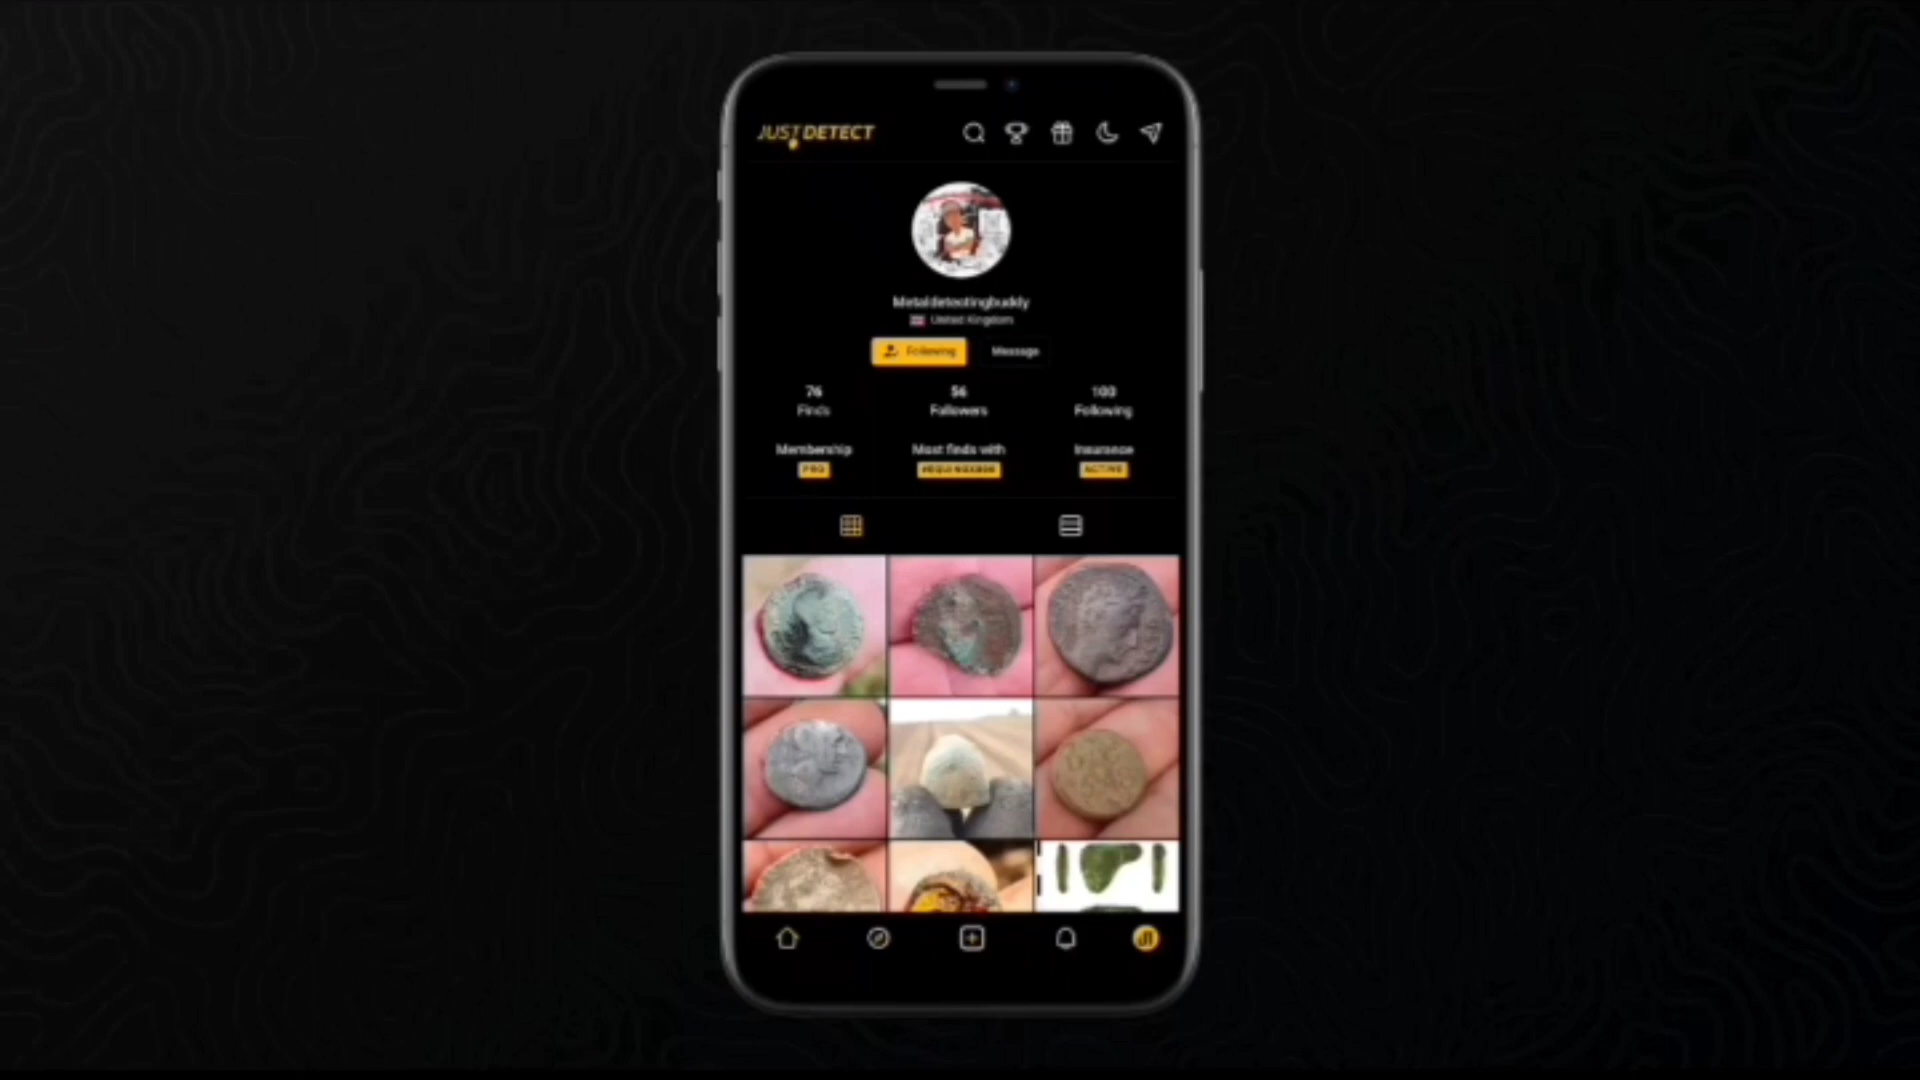 JUST DETECT
Metaldetectingbuddy
United Kingdom
Following Message
76 56 100
Finds Followers Following
Membership Most finds with Insurance
PRO #EQUINOX800 ACTIVE